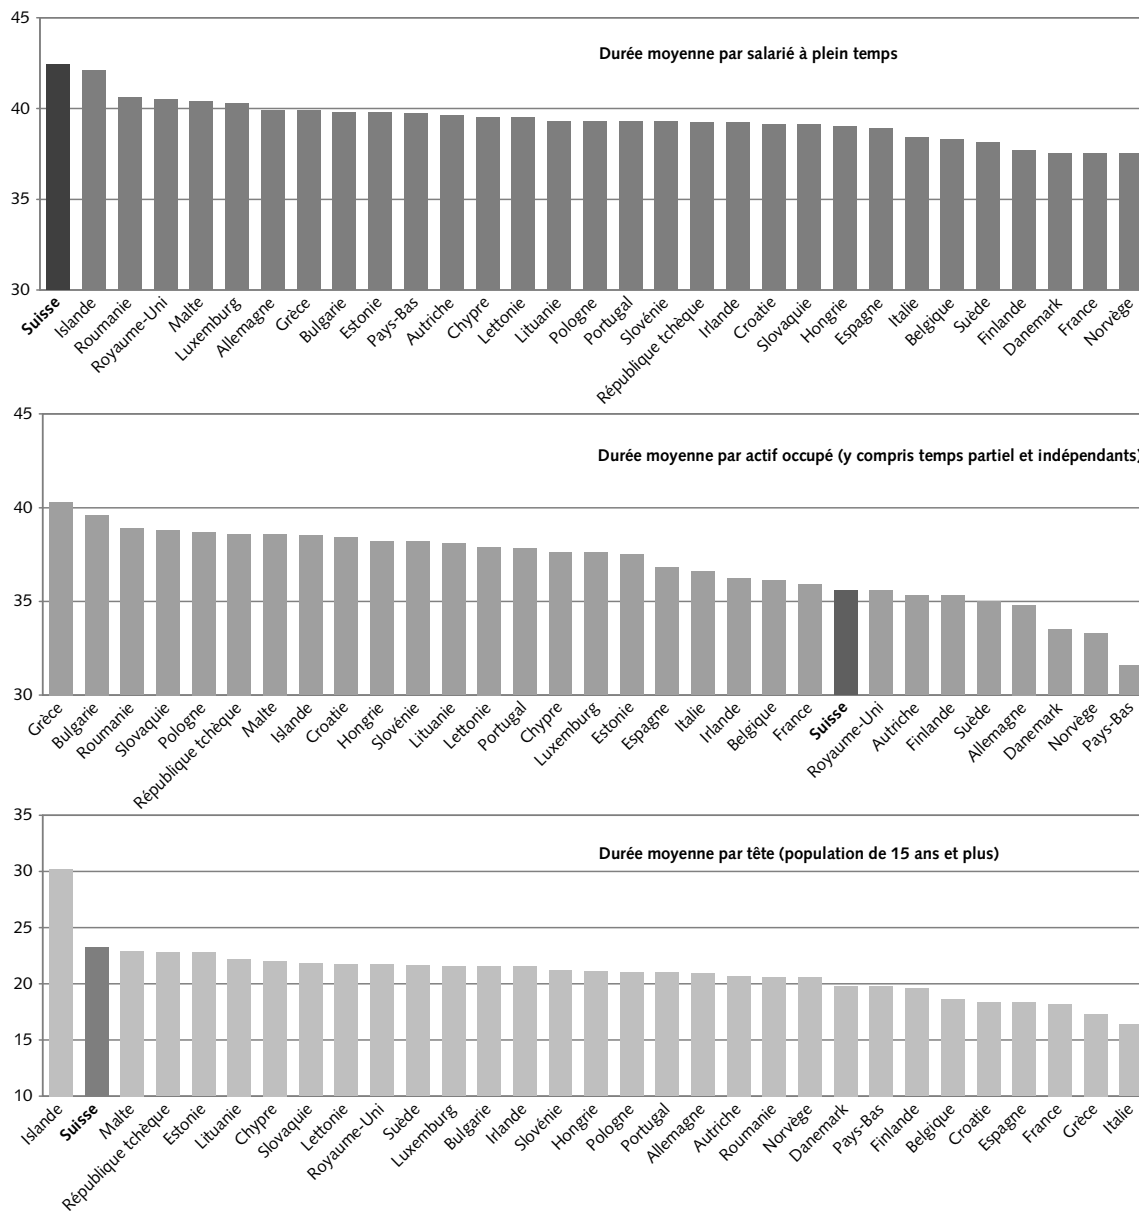 45
Durée moyenne par salarié à plein temps
40
35
30
Suisse Islande Roumanie Royaume-Uni Malte Luxemburg Allemagne Grèce Bulgarie Estonie Pays-Bas Autriche Chypre Lettonie Lituanie Pologne Portugal Slovénie République tchèque Irlande Croatie Slovaquie Hongrie Espagne Italie Belgique Suède Finlande Danemark France Norvège
45
Durée moyenne par actif occupé (y compris temps partiel et indépendants)
40
35
30
Grèce Bulgarie Roumanie Slovaquie Pologne République tchèque Malte Islande Croatie Hongrie Slovénie Lituanie Lettonie Portugal Chypre Luxemburg Estonie Espagne Italie Irlande Belgique France Suisse Royaume-Uni Autriche Finlande Suède Allemagne Danemark Norvège Pays-Bas
35
Durée moyenne par tête (population de 15 ans et plus)
30
25
20
15
10
Islande Suisse Malte République tchèque Estonie Lituanie Chypre Slovaquie Lettonie Royaume-Uni Suède Luxemburg Bulgarie Irlande Slovénie Hongrie Pologne Portugal Allemagne Autriche Roumanie Norvège Danemark Pays-Bas Finlande Belgique Croatie Espagne France Grèce Italie